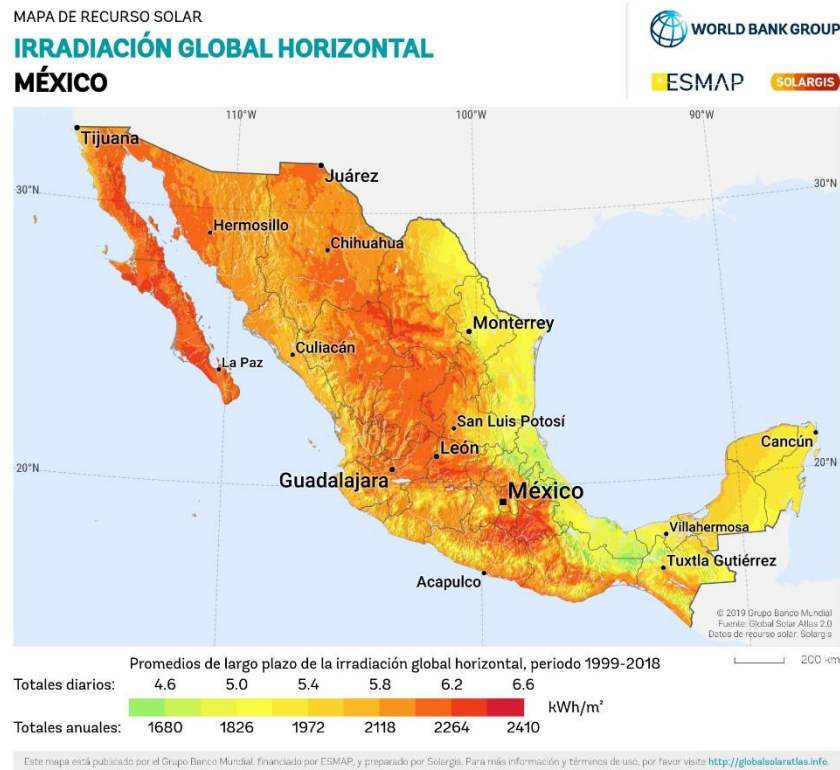 MAPA DE RECURSO SOLAR
IRRADIACIÓN GLOBAL HORIZONTAL
MÉXICO
WORLD BANK GROUP
ESMAP
SOLARGIS
110°W
100°W
90°W
Tijuana
Juárez
30°N
30°N
Hermosillo
Chihuahua
Monterrey
Culiacán
La Paz
San Luis Potosí
León
Cancún
20°N
20°N
Guadalajara
México
Villahermosa
Tuxtla Gutiérrez
Acapulco
© 2019 Grupo Banco Mundial
Fuente: Global Solar Atlas 2.0
Datos de recurso solar: Solargis
200 km
Promedios de largo plazo de la irradiación global horizontal, periodo 1999-2018
Totales diarios: 4.6 5.0 5.4 5.8 6.2 6.6
kWh/m²
Totales anuales: 1680 1826 1972 2118 2264 2410
Este mapa está publicado por el Grupo Banco Mundial, financiado por ESMAP, y preparado por Solargis. Para más información y términos de uso, por favor visite http://globalsolaratlas.info.